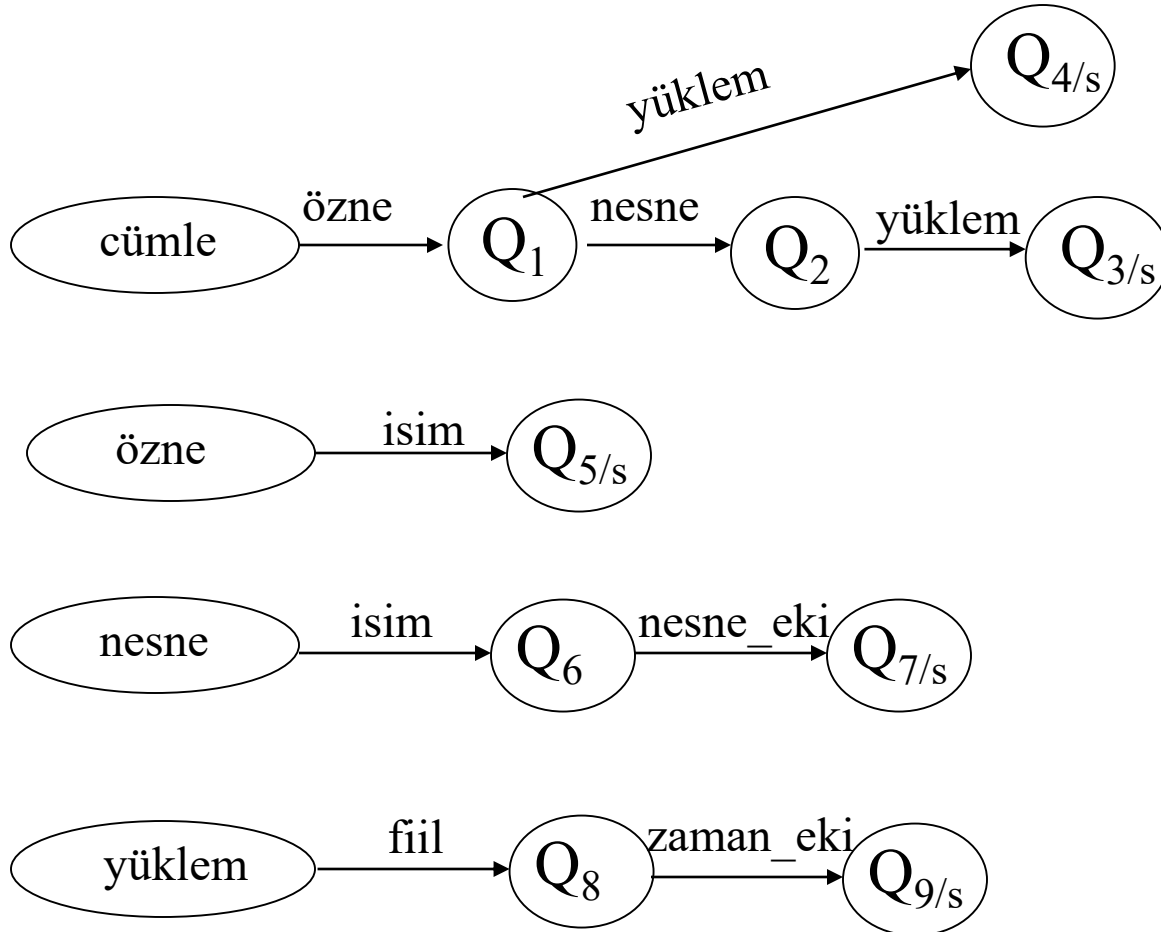 yüklem Q4/s
cümle özne Q1 nesne Q2 yüklem Q3/s
özne isim Q5/s
nesne isim Q6 nesne_eki Q7/s
yüklem fiil Q8 zaman_eki Q9/s